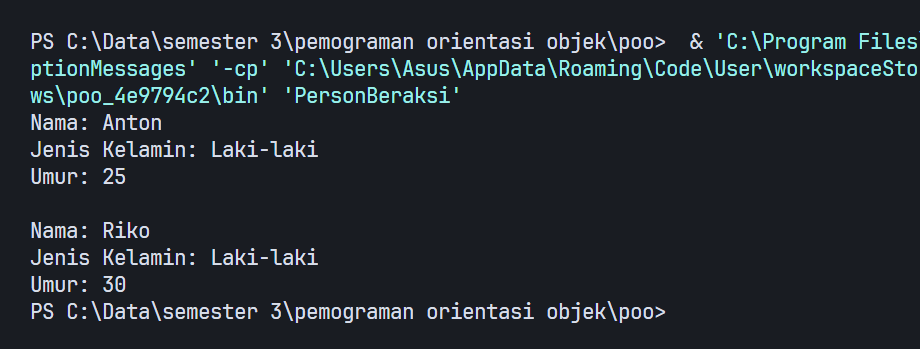 PS C:\Data\semester 3\pemograman orientasi objek\poo>  & 'C:\Program Files\
ptionMessages' '-cp' 'C:\Users\Asus\AppData\Roaming\Code\User\workspaceSto
ws\poo_4e9794c2\bin' 'PersonBeraksi'
Nama: Anton
Jenis Kelamin: Laki-laki
Umur: 25

Nama: Riko
Jenis Kelamin: Laki-laki
Umur: 30
PS C:\Data\semester 3\pemograman orientasi objek\poo>